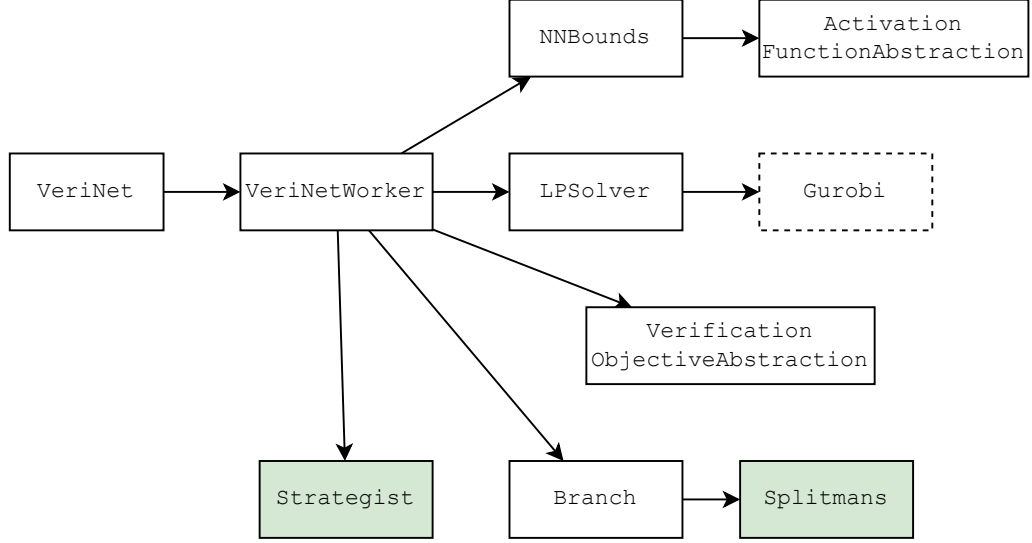 NNBounds
Activation
FunctionAbstraction
VeriNet
VeriNetWorker
LPSolver
Gurobi
Verification
ObjectiveAbstraction
Strategist
Branch
Splitmans